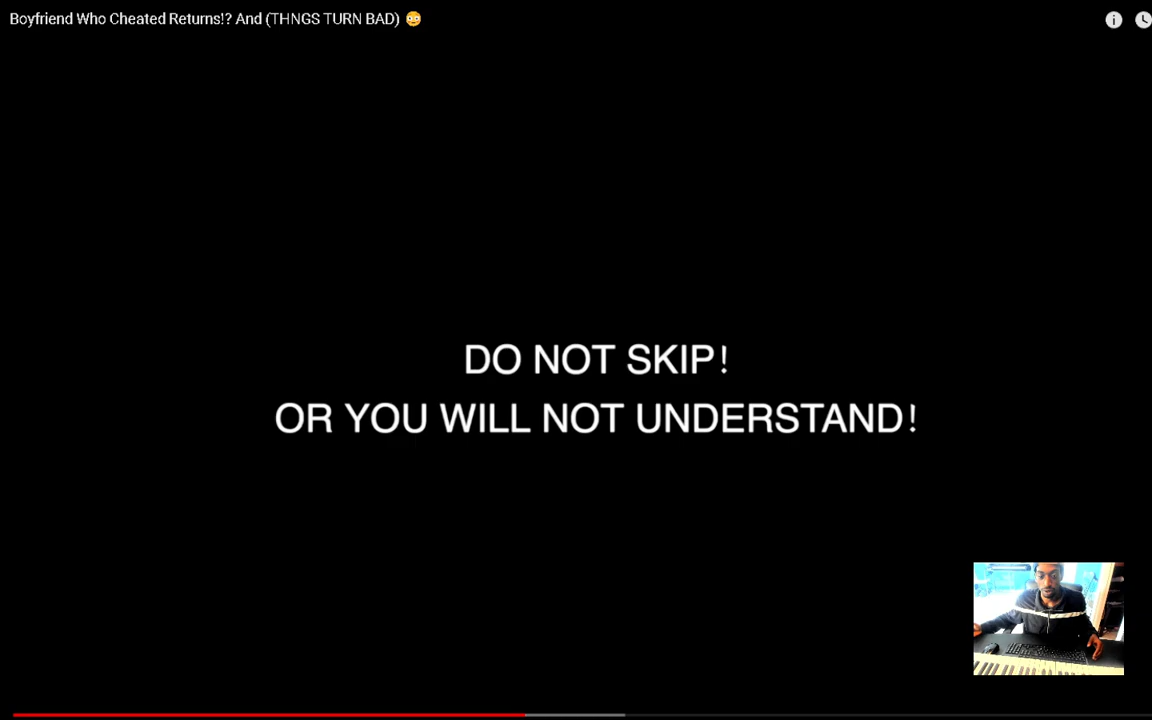 Boyfriend Who Cheated Returns!? And (THNGS TURN BAD) 😳
DO NOT SKIP!
OR YOU WILL NOT UNDERSTAND!